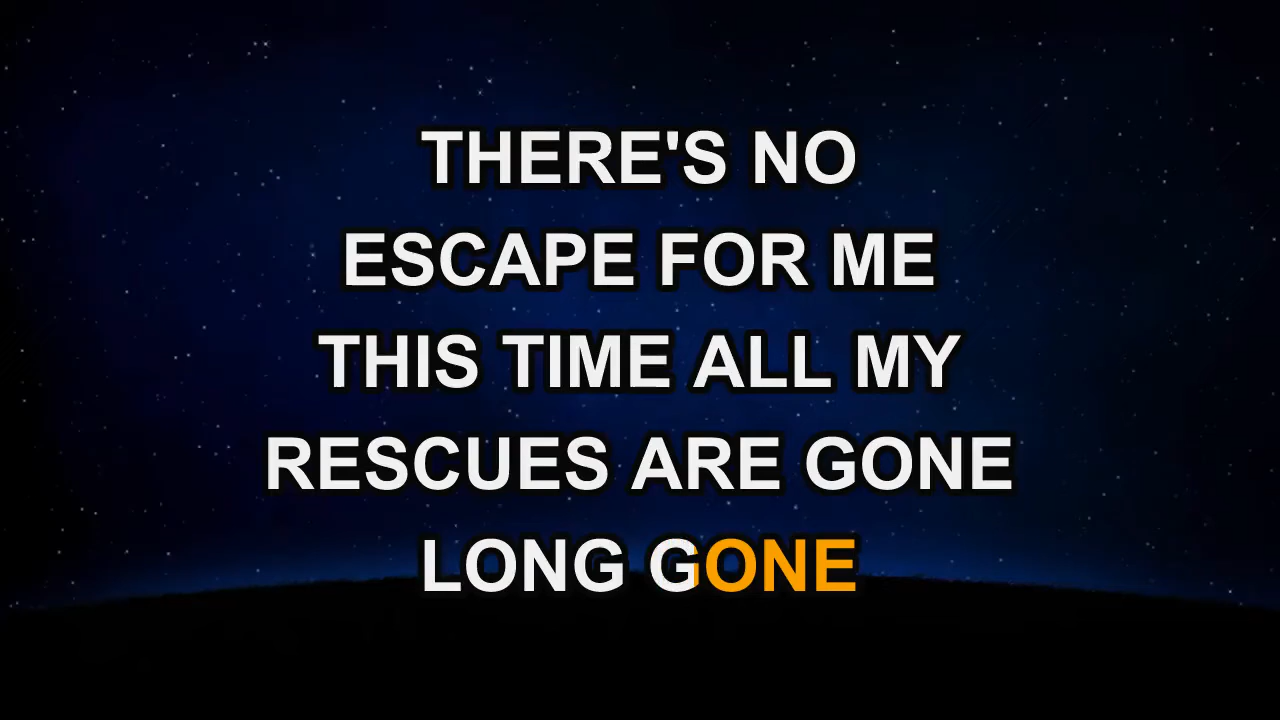 THERE'S NO
ESCAPE FOR ME
THIS TIME ALL MY
RESCUES ARE GONE
LONG GONE